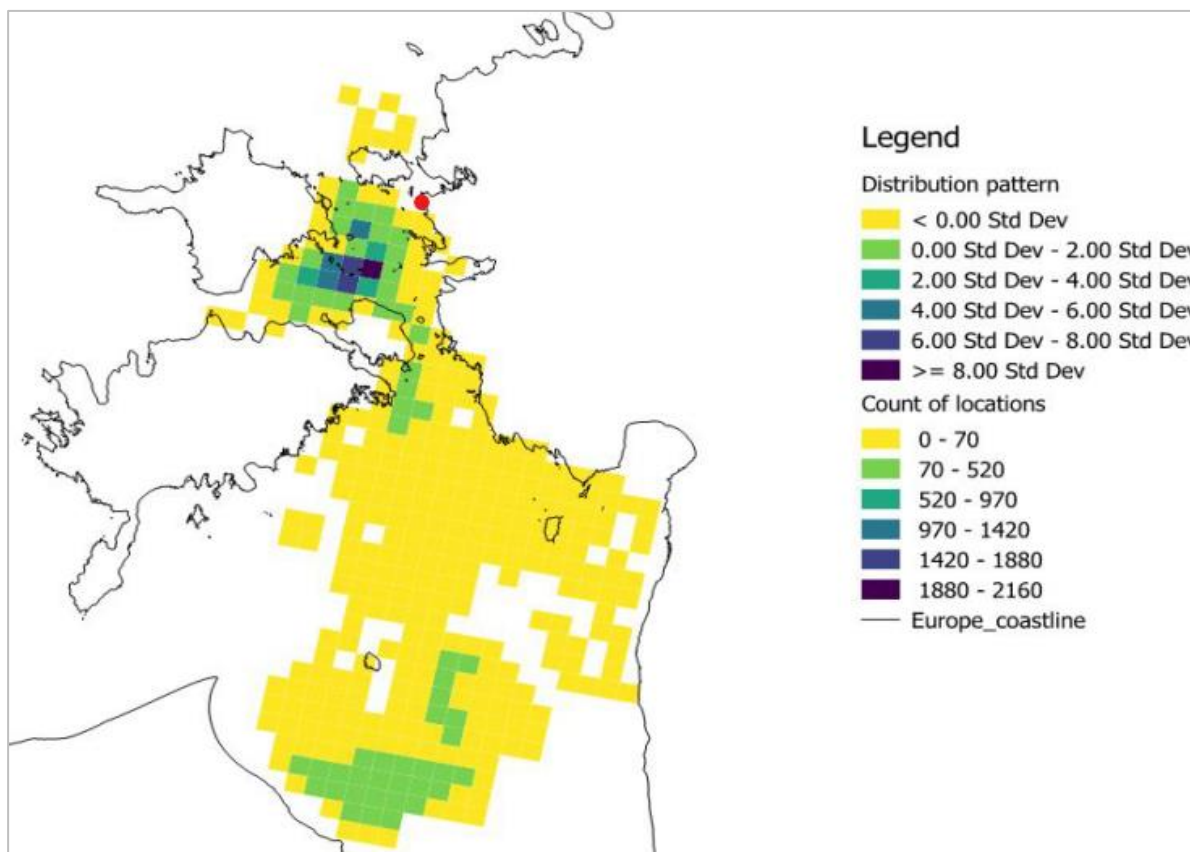 Legend
Distribution pattern
< 0.00 Std Dev
0.00 Std Dev - 2.00 Std Dev
2.00 Std Dev - 4.00 Std Dev
4.00 Std Dev - 6.00 Std Dev
6.00 Std Dev - 8.00 Std Dev
>= 8.00 Std Dev
Count of locations
0 - 70
70 - 520
520 - 970
970 - 1420
1420 - 1880
1880 - 2160
Europe_coastline